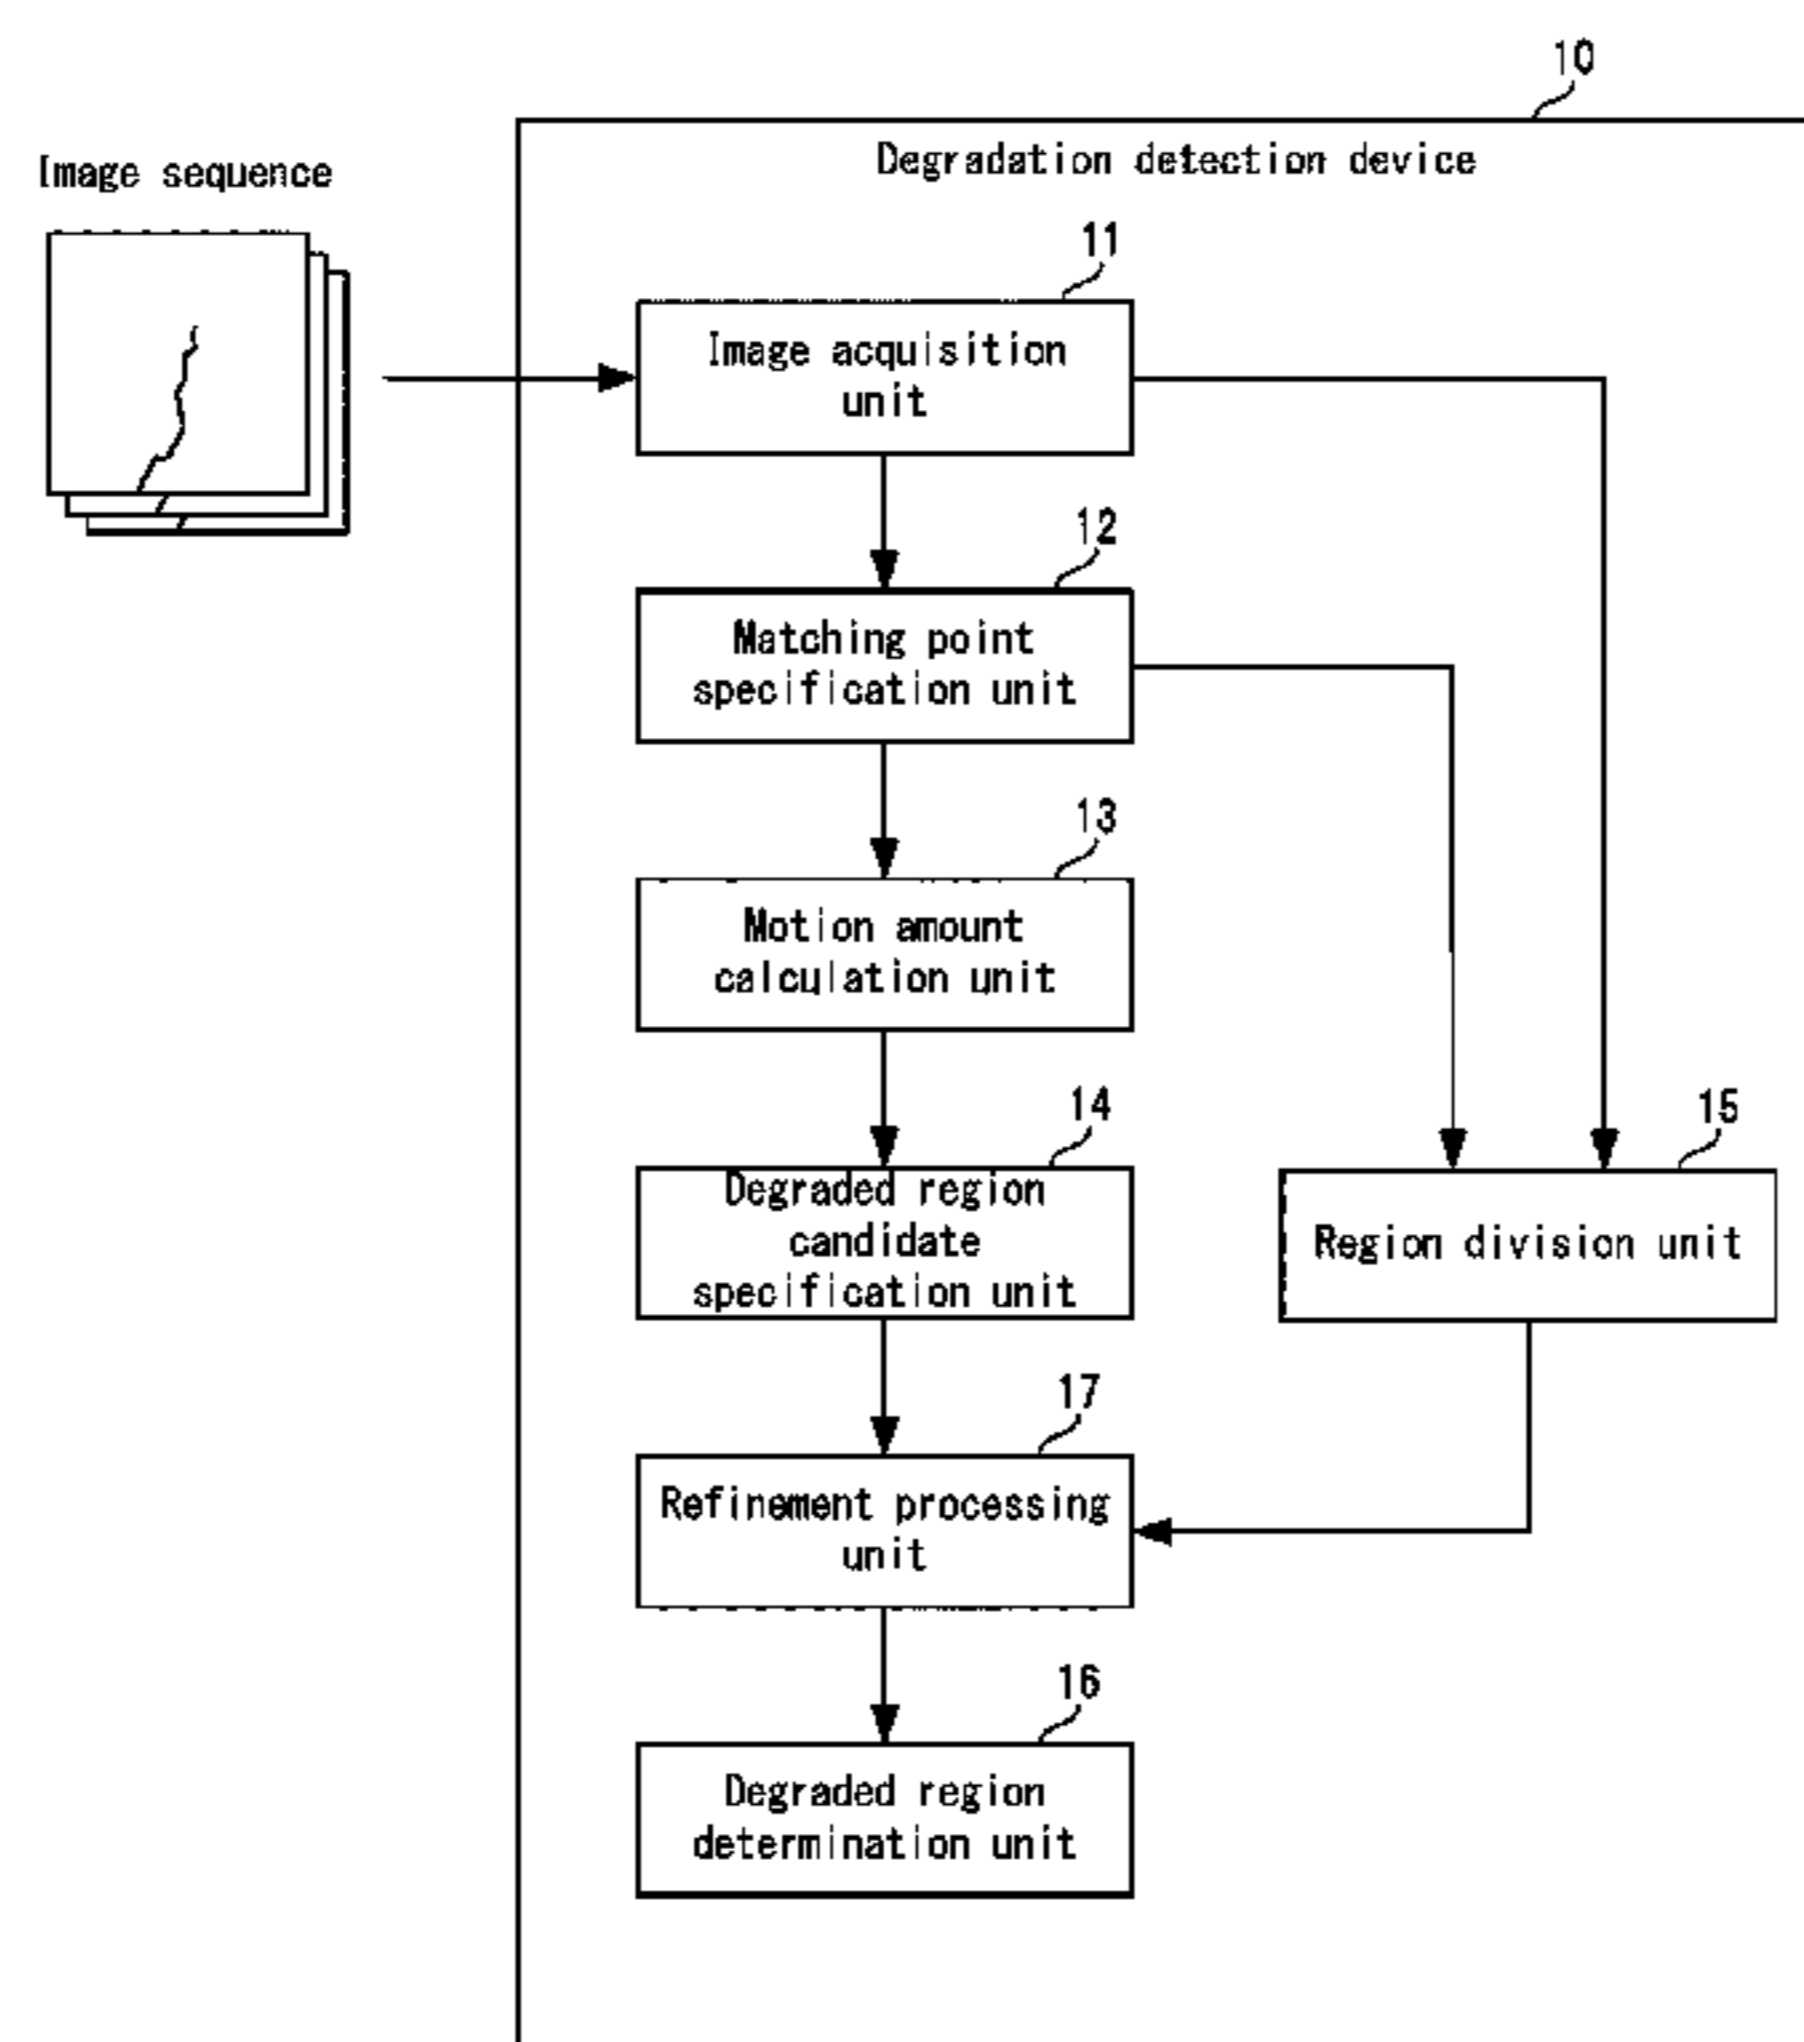 10
Degradation detection device
Image sequence
11
Image acquisition
unit
12
Matching point
specification unit
13
Motion amount
calculation unit
14
Degraded region
candidate
specification unit
15
Region division unit
17
Refinement processing
unit
16
Degraded region
determination unit